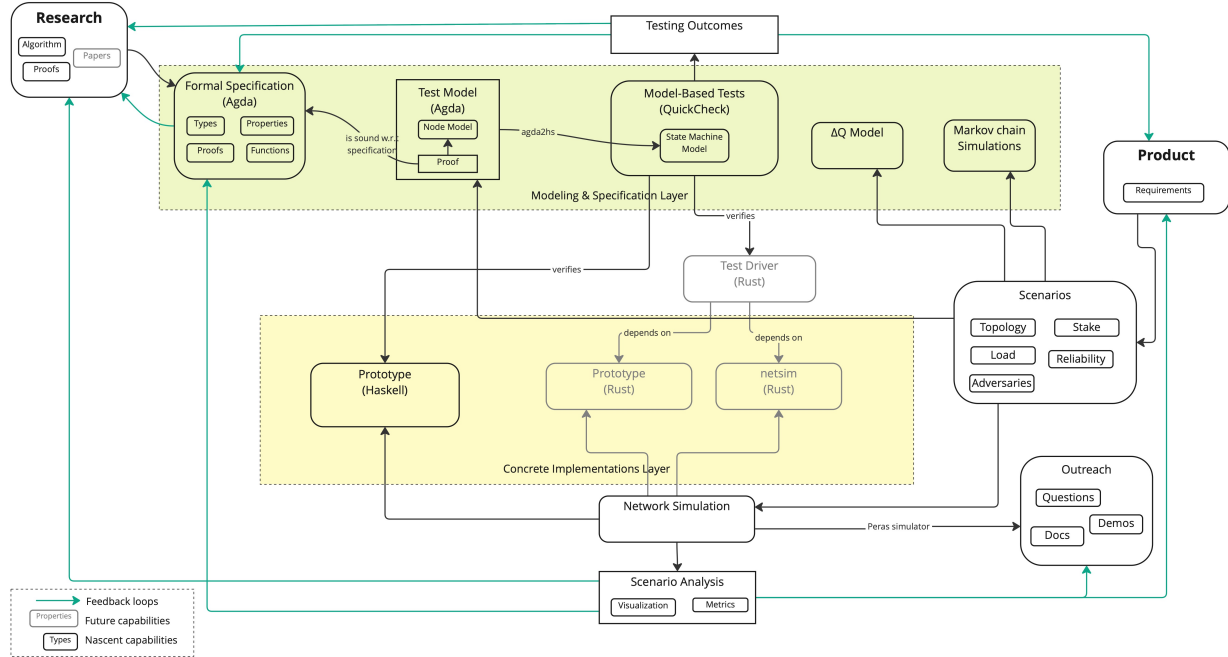 Research
Algorithm
Papers
Proofs
Testing Outcomes
Formal Specification
(Agda)
Types
Properties
Proofs
Functions
Test Model
(Agda)
Node Model
Proof
is sound w.r.t
specification
agda2hs
Model-Based Tests
(QuickCheck)
State Machine
Model
ΔQ Model
Markov chain
Simulations
Modeling & Specification Layer
Product
Requirements
verifies
verifies
Test Driver
(Rust)
Scenarios
Topology
Stake
Load
Reliability
Adversaries
depends on
depends on
Prototype
(Haskell)
Prototype
(Rust)
netsim
(Rust)
Concrete Implementations Layer
Network Simulation
Peras simulator
Outreach
Questions
Demos
Docs
Scenario Analysis
Visualization
Metrics
Feedback loops
Properties
Future capabilities
Types
Nascent capabilities